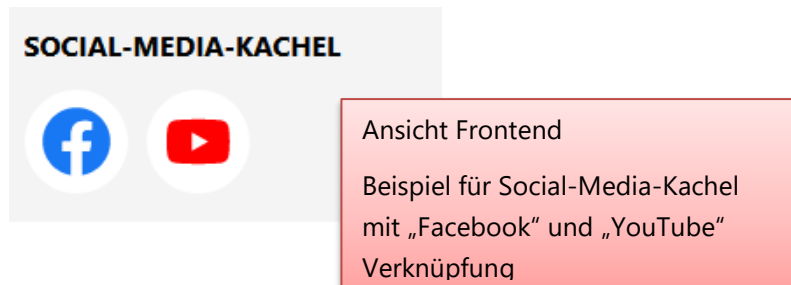 SOCIAL-MEDIA-KACHEL
Ansicht Frontend
Beispiel für Social-Media-Kachel
mit „Facebook“ und „YouTube“
Verknüpfung